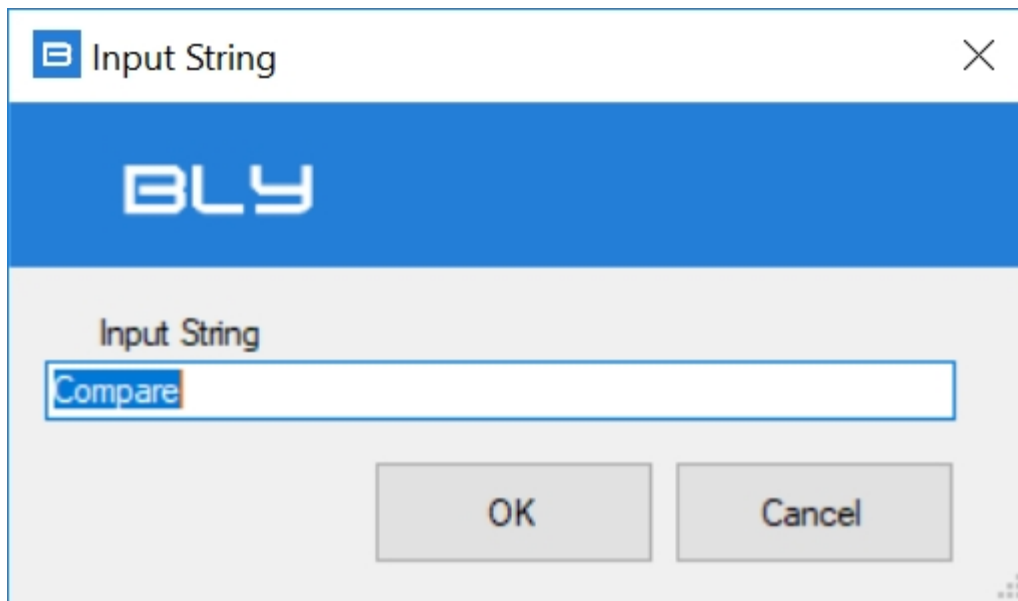 B Input String
BLY
Input String
Compare
OK Cancel